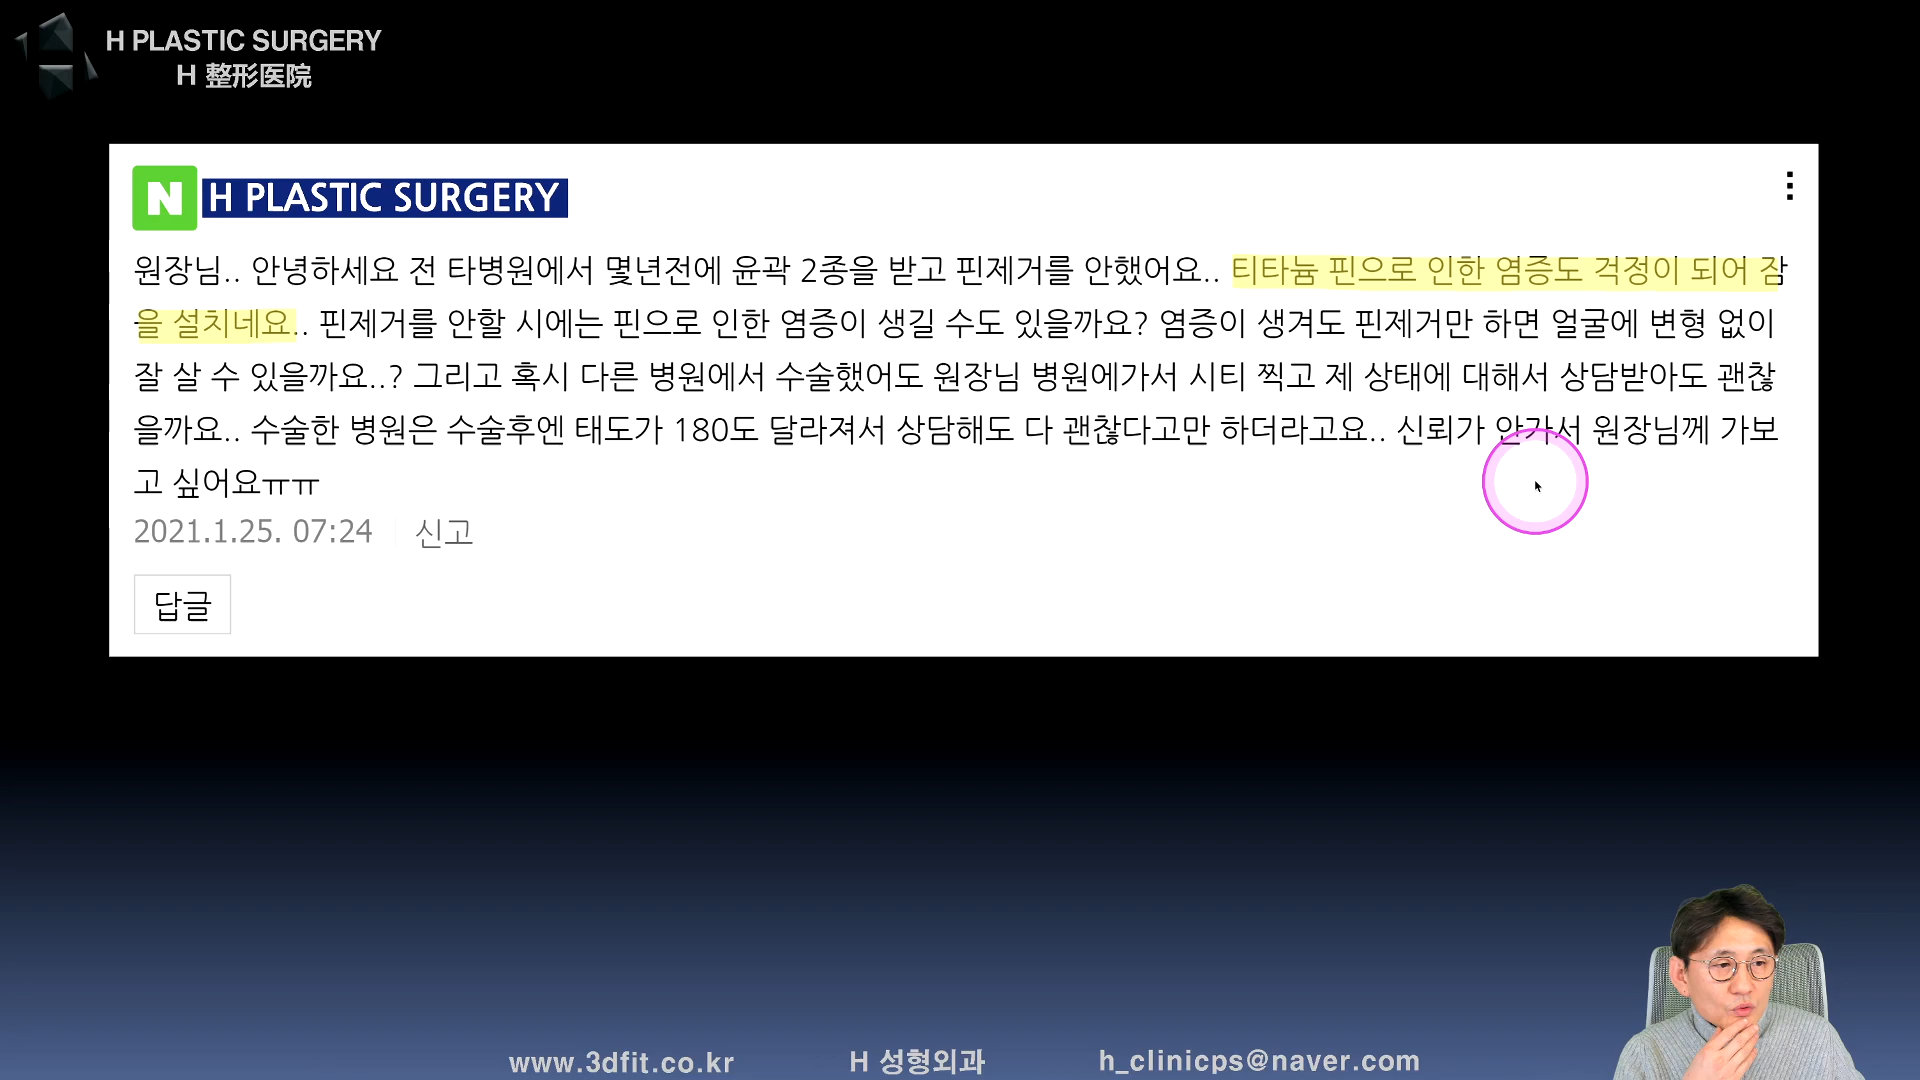 H PLASTIC SURGERY
H 整形医院
N H PLASTIC SURGERY
원장님.. 안녕하세요 전 타병원에서 몇년전에 윤곽 2종을 받고 핀제거를 안했어요.. 티타늄 핀으로 인한 염증도 걱정이 되어 잠
을 설치네요.. 핀제거를 안할 시에는 핀으로 인한 염증이 생길 수도 있을까요? 염증이 생겨도 핀제거만 하면 얼굴에 변형 없이
잘 살 수 있을까요..? 그리고 혹시 다른 병원에서 수술했어도 원장님 병원에가서 시티 찍고 제 상태에 대해서 상담받아도 괜찮
을까요.. 수술한 병원은 수술후엔 태도가 180도 달라져서 상담해도 다 괜찮다고만 하더라고요.. 신뢰가 안가서 원장님께 가보
고 싶어요ㅠㅠ
2021.1.25. 07:24 신고
답글
www.3dfit.co.kr H 성형외과 h_clinicps@naver.com